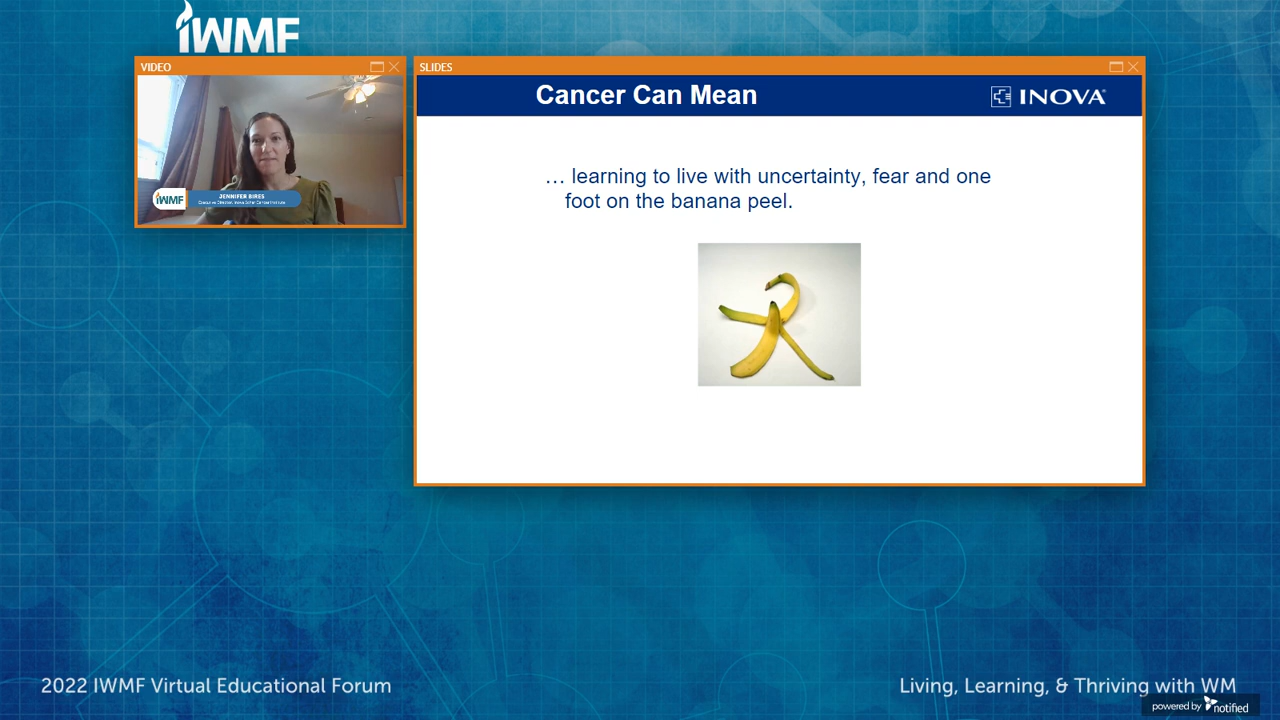 IWMF
VIDEO
IWMF
JENNIFER BIRES
SLIDES
Cancer Can Mean
INOVA
… learning to live with uncertainty, fear and one
foot on the banana peel.
2022 IWMF Virtual Educational Forum
Living, Learning, & Thriving with WM
powered by notified